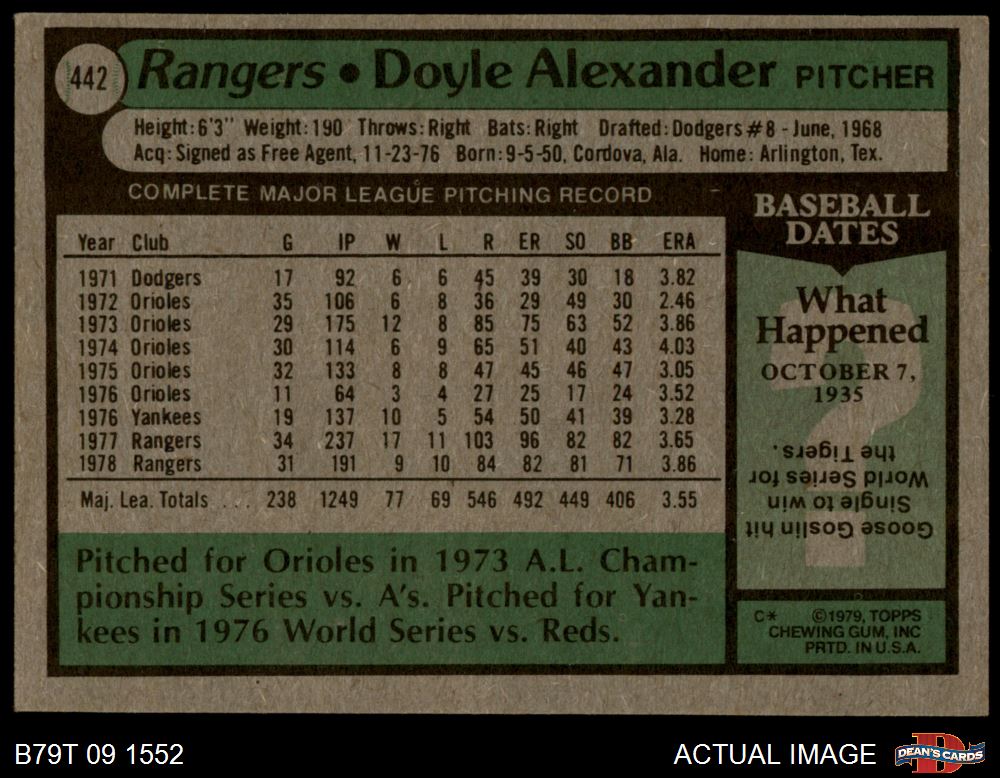 442 Rangers • Doyle Alexander PITCHER
Height: 6'3" Weight: 190 Throws: Right Bats: Right Drafted: Dodgers #8 - June, 1968
Acq: Signed as Free Agent, 11-23-76 Born: 9-5-50, Cordova, Ala. Home: Arlington, Tex.
COMPLETE MAJOR LEAGUE PITCHING RECORD
Year Club G IP W L R ER SO BB ERA
1971 Dodgers 17 92 6 6 45 39 30 18 3.82
1972 Orioles 35 106 6 8 36 29 49 30 2.46
1973 Orioles 29 175 12 8 85 75 63 52 3.86
1974 Orioles 30 114 6 9 65 51 40 43 4.03
1975 Orioles 32 133 8 8 47 45 46 47 3.05
1976 Orioles 11 64 3 4 27 25 17 24 3.52
1976 Yankees 19 137 10 5 54 50 41 39 3.28
1977 Rangers 34 237 17 11 103 96 82 82 3.65
1978 Rangers 31 191 9 10 84 82 81 71 3.86
Maj. Lea. Totals . . . 238 1249 77 69 546 492 449 406 3.55
Pitched for Orioles in 1973 A.L. Cham-
pionship Series vs. A's. Pitched for Yan-
kees in 1976 World Series vs. Reds.
BASEBALL
DATES
What
Happened
OCTOBER 7,
1935
Goose Goslin hit
Single to win
World Series for
the Tigers.
C* ©1979, TOPPS
CHEWING GUM, INC
PRTD. IN U.S.A.
B79T 09 1552
ACTUAL IMAGE
DEAN'S CARDS